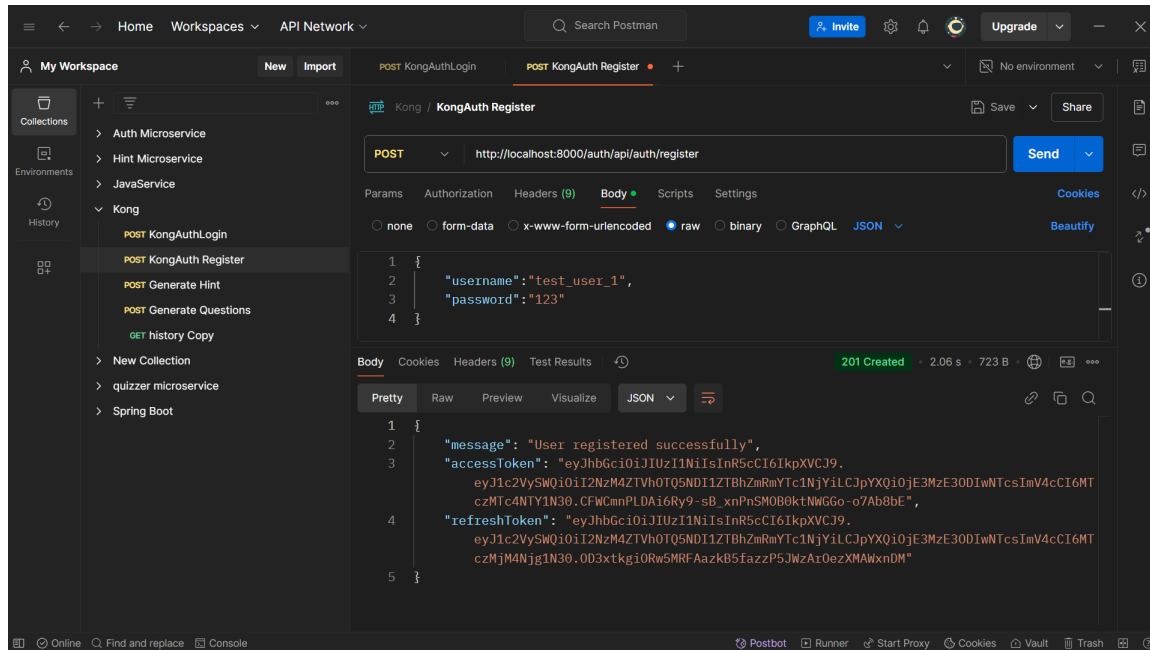 Home Workspaces API Network Search Postman Invite Upgrade
My Workspace New Import POST KongAuthLogin POST KongAuth Register No environment
Collections
Environments
History
Auth Microservice
Hint Microservice
JavaService
Kong
POST KongAuthLogin
POST KongAuth Register
POST Generate Hint
POST Generate Questions
GET history Copy
New Collection
quizzer microservice
Spring Boot
HTTP Kong / KongAuth Register Save Share
POST http://localhost:8000/auth/api/auth/register Send
Params Authorization Headers (9) Body Scripts Settings Cookies
none form-data x-www-form-urlencoded raw binary GraphQL JSON Beautify
1 {
2 "username":"test_user_1",
3 "password":"123"
4 }
Body Cookies Headers (9) Test Results 201 Created 2.06 s 723 B e.g.
Pretty Raw Preview Visualize JSON
1 {
2 "message": "User registered successfully",
3 "accessToken": "eyJhbGciOiJIUzI1NiIsInR5cCI6IkpXVCJ9.
eyJ1c2VySWQiOiI2NzM4ZTVhOTQ5NDI1ZTBhZmRmYTc1NjYiLCJpYXQiOjE3MzE3ODIwNTcsImV4cCI6MT
czMTc4NTY1N30.CFWCmnPLDAi6Ry9-sB_xnPnSMOB0ktNWGGo-o7Ab8bE",
4 "refreshToken": "eyJhbGciOiJIUzI1NiIsInR5cCI6IkpXVCJ9.
eyJ1c2VySWQiOiI2NzM4ZTVhOTQ5NDI1ZTBhZmRmYTc1NjYiLCJpYXQiOjE3MzE3ODIwNTcsImV4cCI6MT
czMjM4Njg1N30.OD3xtkgiORw5MRFAazkB5fazzP5JWzArOezXMAWxnDM"
5 }
Online Find and replace Console Postbot Runner Start Proxy Cookies Vault Trash